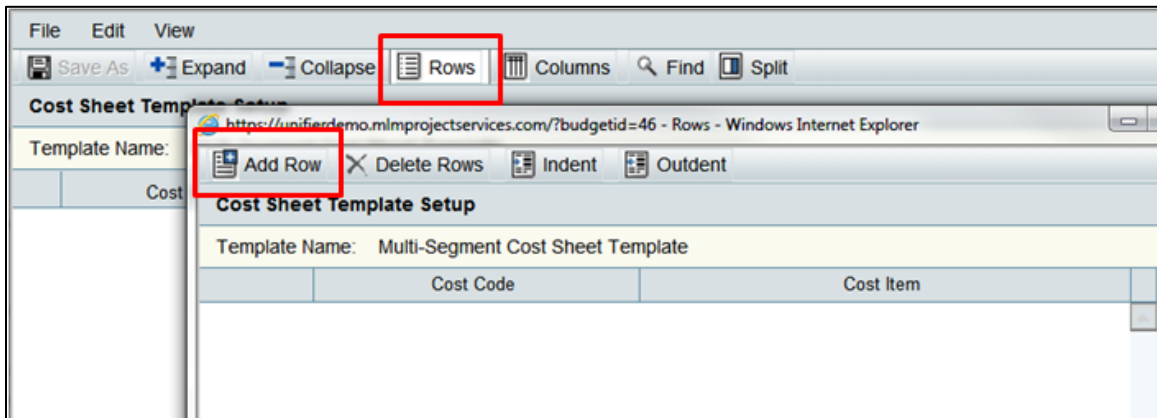 File Edit View
Save As Expand Collapse Rows Columns Find Split
Cost Sheet Template Setup
https://unifierdemo.mlmprojectservices.com/?budgetid=46 - Rows - Windows Internet Explorer
Template Name:
Add Row Delete Rows Indent Outdent
Cost
Cost Sheet Template Setup
Template Name: Multi-Segment Cost Sheet Template
Cost Code Cost Item